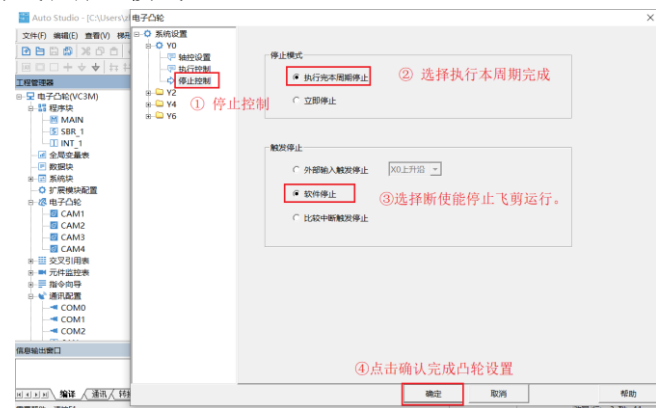 Auto Studio - [C:\Users\
电子凸轮
文件(F) 编辑(E) 查看(V) 梯
工程管理器
电子凸轮(VC3M)
程序块
MAIN
SBR_1
INT_1
全局变量表
数据块
系统块
扩展模块配置
电子凸轮
CAM1
CAM2
CAM3
CAM4
交叉引用表
元件监控表
指令向导
通讯配置
COM0
COM1
COM2
信息输出窗口
编译 通讯 转
系统设置
Y0
轴控设置
执行控制
停止控制
Y2
Y4
Y6
① 停止控制
停止模式
执行完本周期停止
② 选择执行本周期完成
立即停止
触发停止
外部输入触发停止 X0上升沿
软件停止
③选择断使能停止飞剪运行。
比较中断触发停止
④点击确认完成凸轮设置
确定 取消 帮助